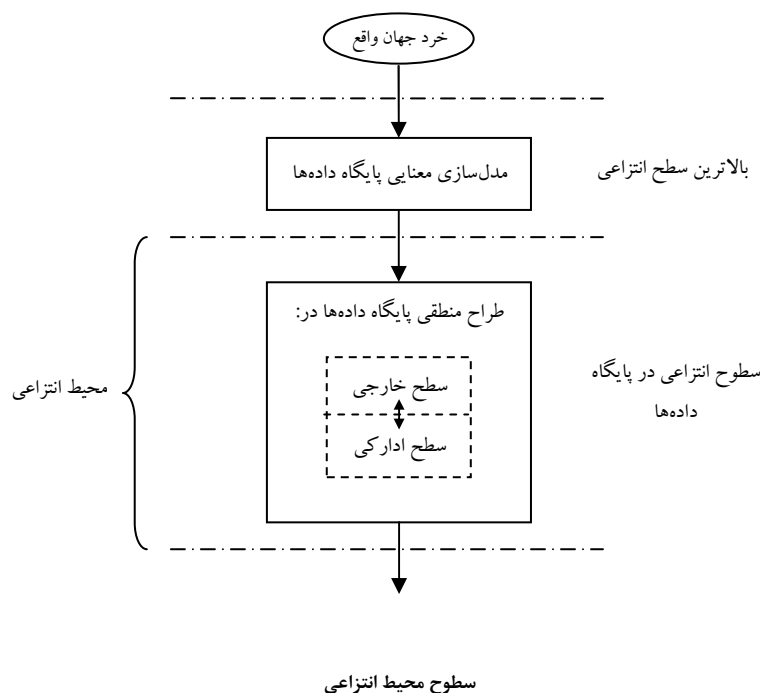 خرد جهان واقع
مدل‌سازی معنایی پایگاه داده‌ها
بالاترین سطح انتزاعی
طراح منطقی پایگاه داده‌ها در:
سطح خارجی
سطح ادارکی
سطوح انتزاعی در پایگاه
داده‌ها
محیط انتزاعی
سطوح محیط انتزاعی